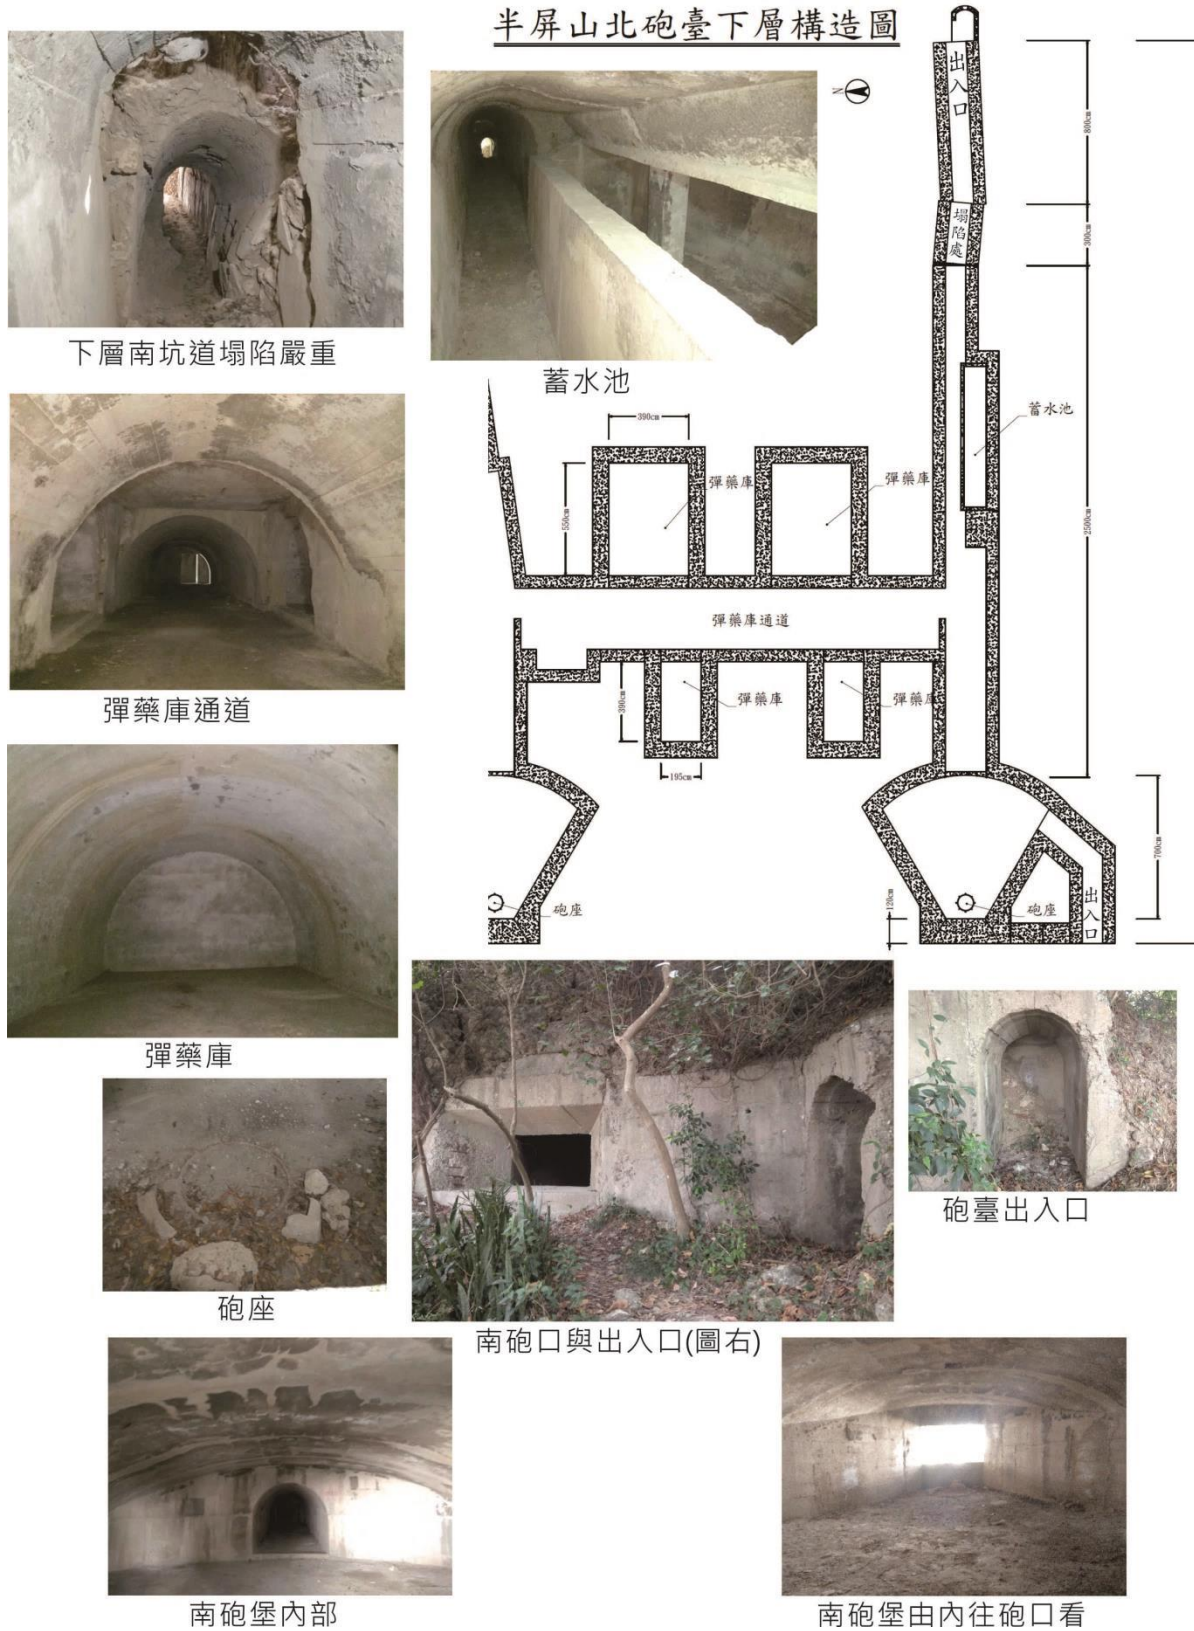 半屏山北砲臺下層構造圖
N
出入口
800cm
塌陷處
300cm
下層南坑道塌陷嚴重
蓄水池
390cm
蓄水池
彈藥庫
彈藥庫
550cm
2500cm
彈藥庫通道
彈藥庫通道
390cm
彈藥庫
彈藥庫
195cm
700cm
120cm
砲座
砲座
出入口
彈藥庫
砲臺出入口
砲座
南砲口與出入口(圖右)
南砲堡內部
南砲堡由內往砲口看